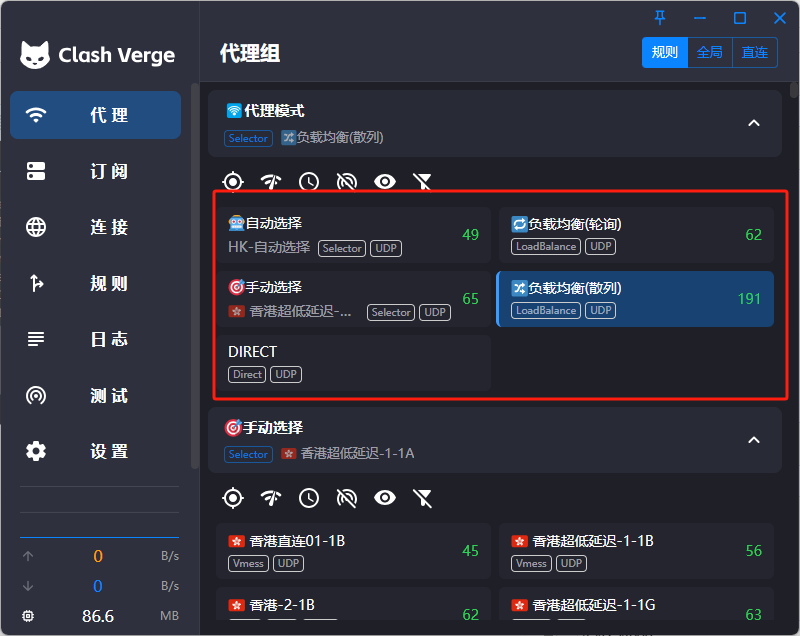 Clash Verge
代理
订阅
连接
规则
日志
测试
设置
0 B/s
0 B/s
86.6 MB
代理组
规则 全局 直连
代理模式
Selector 负载均衡(散列)
自动选择
HK-自动选择 Selector UDP
49
负载均衡(轮询)
LoadBalance UDP
62
手动选择
香港超低延迟-... Selector UDP
65
负载均衡(散列)
LoadBalance UDP
191
DIRECT
Direct UDP
手动选择
Selector 香港超低延迟-1-1A
香港直连01-1B
Vmess UDP
45
香港超低延迟-1-1B
Vmess UDP
56
香港-2-1B
62
香港超低延迟-1-1G
63